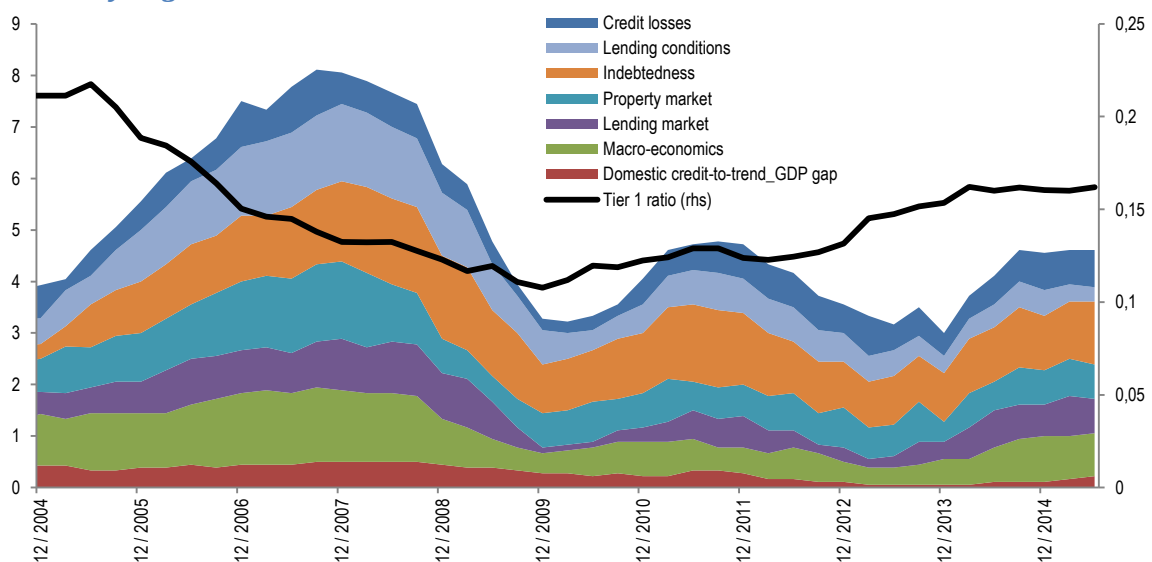 9
8
7
6
5
4
3
2
1
0
0,25
0,2
0,15
0,1
0,05
0
Credit losses
Lending conditions
Indebtedness
Property market
Lending market
Macro-economics
Domestic credit-to-trend_GDP gap
Tier 1 ratio (rhs)
12 / 2004
12 / 2005
12 / 2006
12 / 2007
12 / 2008
12 / 2009
12 / 2010
12 / 2011
12 / 2012
12 / 2013
12 / 2014